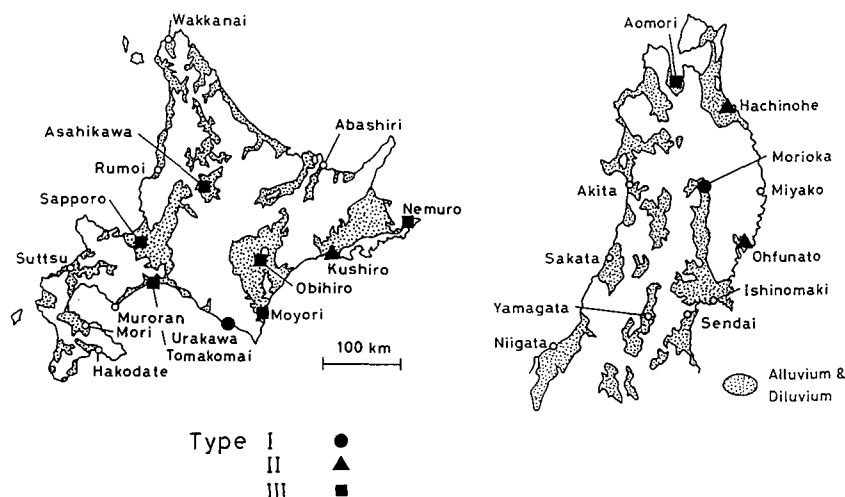 Wakkanai
Asahikawa
Rumoi
Sapporo
Suttsu
Abashiri
Nemuro
Kushiro
Obihiro
Moyori
Muroran
Mori
Urakawa
Tomakomai
Hakodate
100 km
Aomori
Hachinohe
Morioka
Akita
Miyako
Sakata
Ohfunato
Yamagata
Ishinomaki
Sendai
Niigata
Alluvium &
Diluvium
Type I
II
III